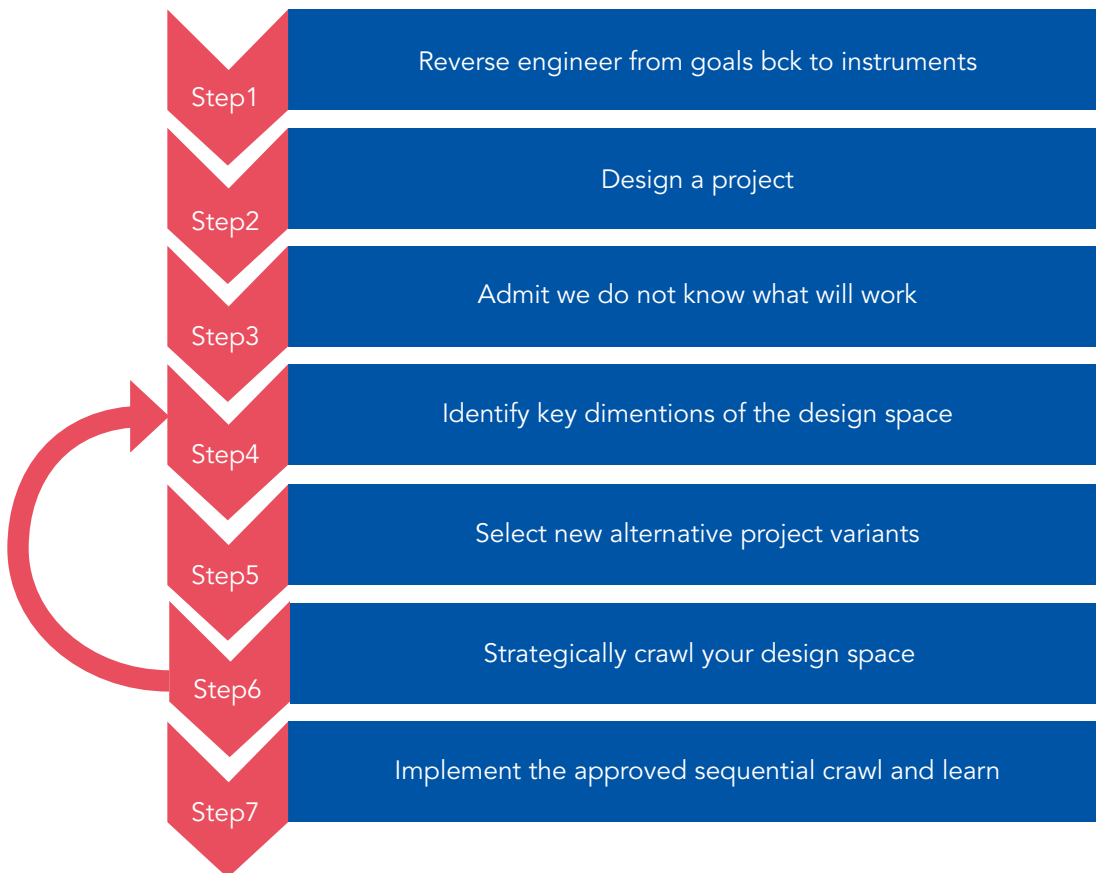 Step1
Reverse engineer from goals bck to instruments
Step2
Design a project
Step3
Admit we do not know what will work
Step4
Identify key dimentions of the design space
Step5
Select new alternative project variants
Step6
Strategically crawl your design space
Step7
Implement the approved sequential crawl and learn